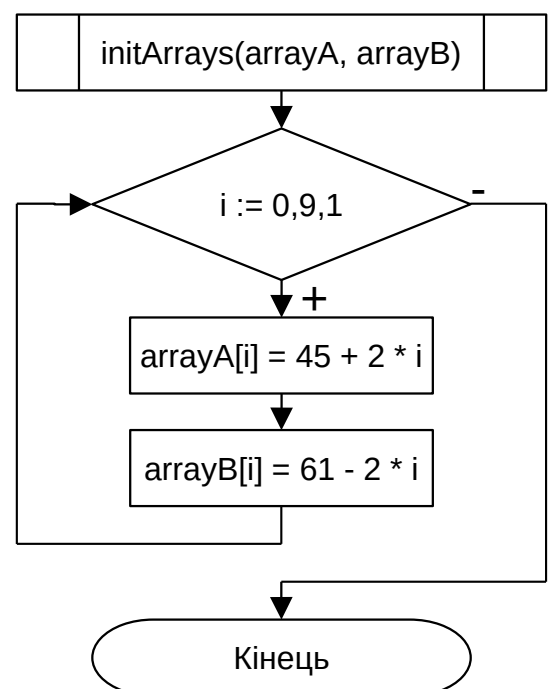 initArrays(arrayA, arrayB)
i := 0,9,1
-
+
arrayA[i] = 45 + 2 * i
arrayB[i] = 61 - 2 * i
Кінець